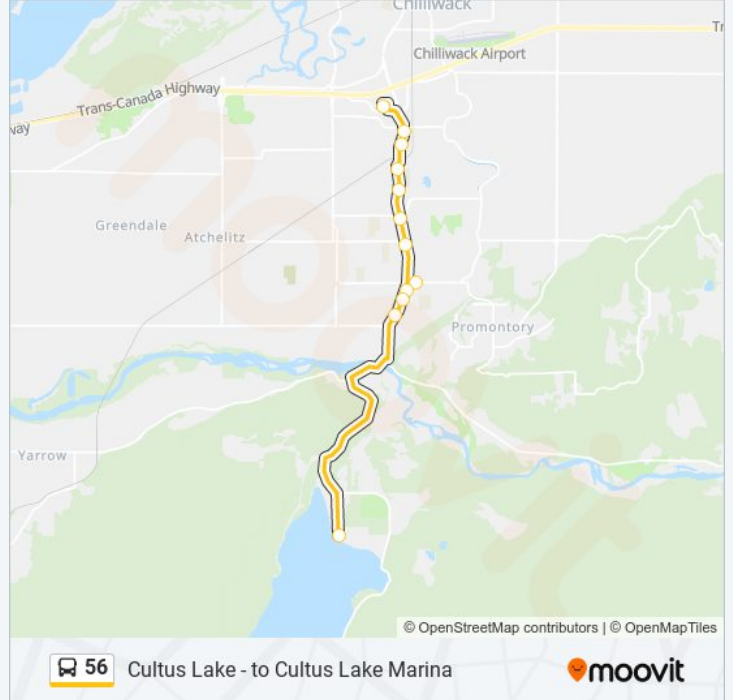 Chilliwack
Chilliwack Airport
Trans-Canada Highway
way
Greendale
Atchelitz
Promontory
Yarrow
© OpenStreetMap contributors | © OpenMapTiles
56 Cultus Lake - to Cultus Lake Marina
moovit